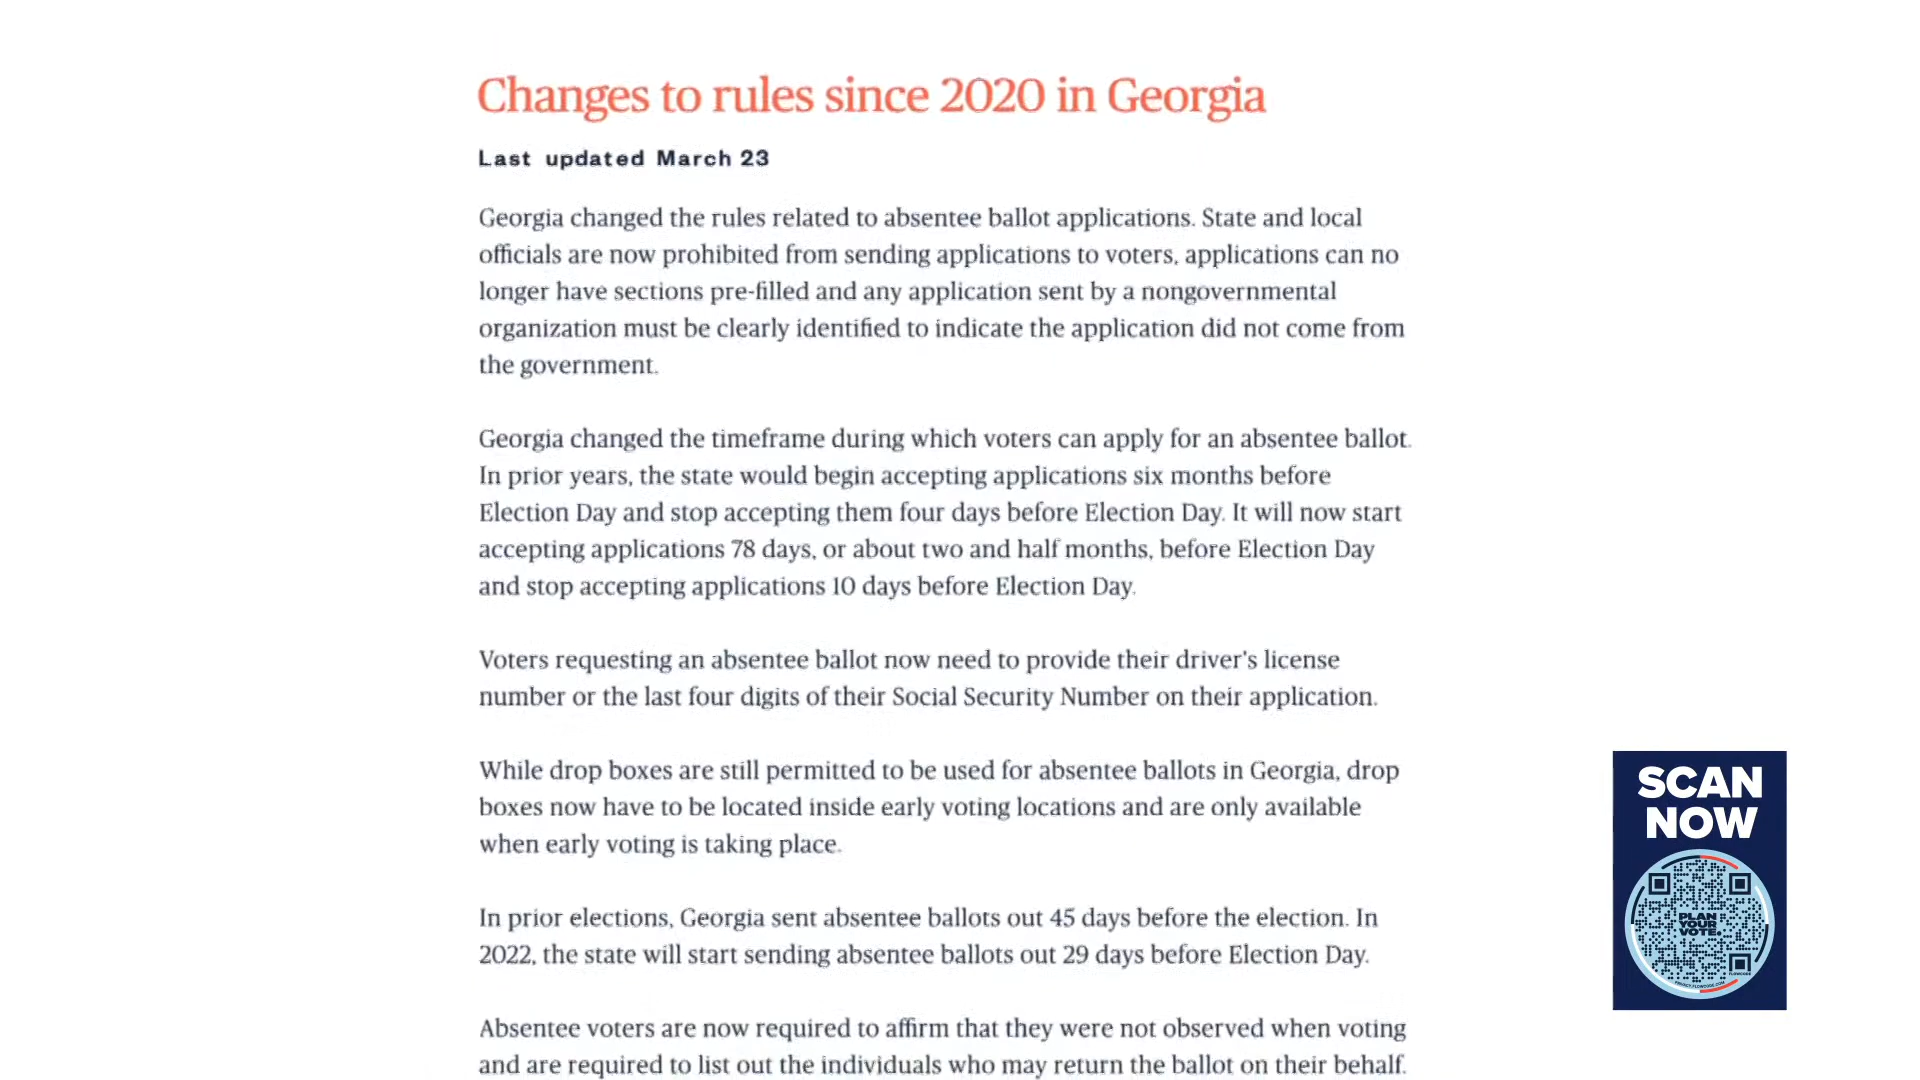 Changes to rules since 2020 in Georgia
Last updated March 23
Georgia changed the rules related to absentee ballot applications. State and local
officials are now prohibited from sending applications to voters, applications can no
longer have sections pre-filled and any application sent by a nongovernmental
organization must be clearly identified to indicate the application did not come from
the government.
Georgia changed the timeframe during which voters can apply for an absentee ballot.
In prior years, the state would begin accepting applications six months before
Election Day and stop accepting them four days before Election Day. It will now start
accepting applications 78 days, or about two and half months, before Election Day
and stop accepting applications 10 days before Election Day.
Voters requesting an absentee ballot now need to provide their driver's license
number or the last four digits of their Social Security Number on their application.
While drop boxes are still permitted to be used for absentee ballots in Georgia, drop
boxes now have to be located inside early voting locations and are only available
when early voting is taking place.
In prior elections, Georgia sent absentee ballots out 45 days before the election. In
2022, the state will start sending absentee ballots out 29 days before Election Day.
Absentee voters are now required to affirm that they were not observed when voting
and are required to list out the individuals who may return the ballot on their behalf.
SCAN
NOW
PLAN
YOUR
VOTE.
FLOWCODE
PRIVACY.FLOWCODE.COM